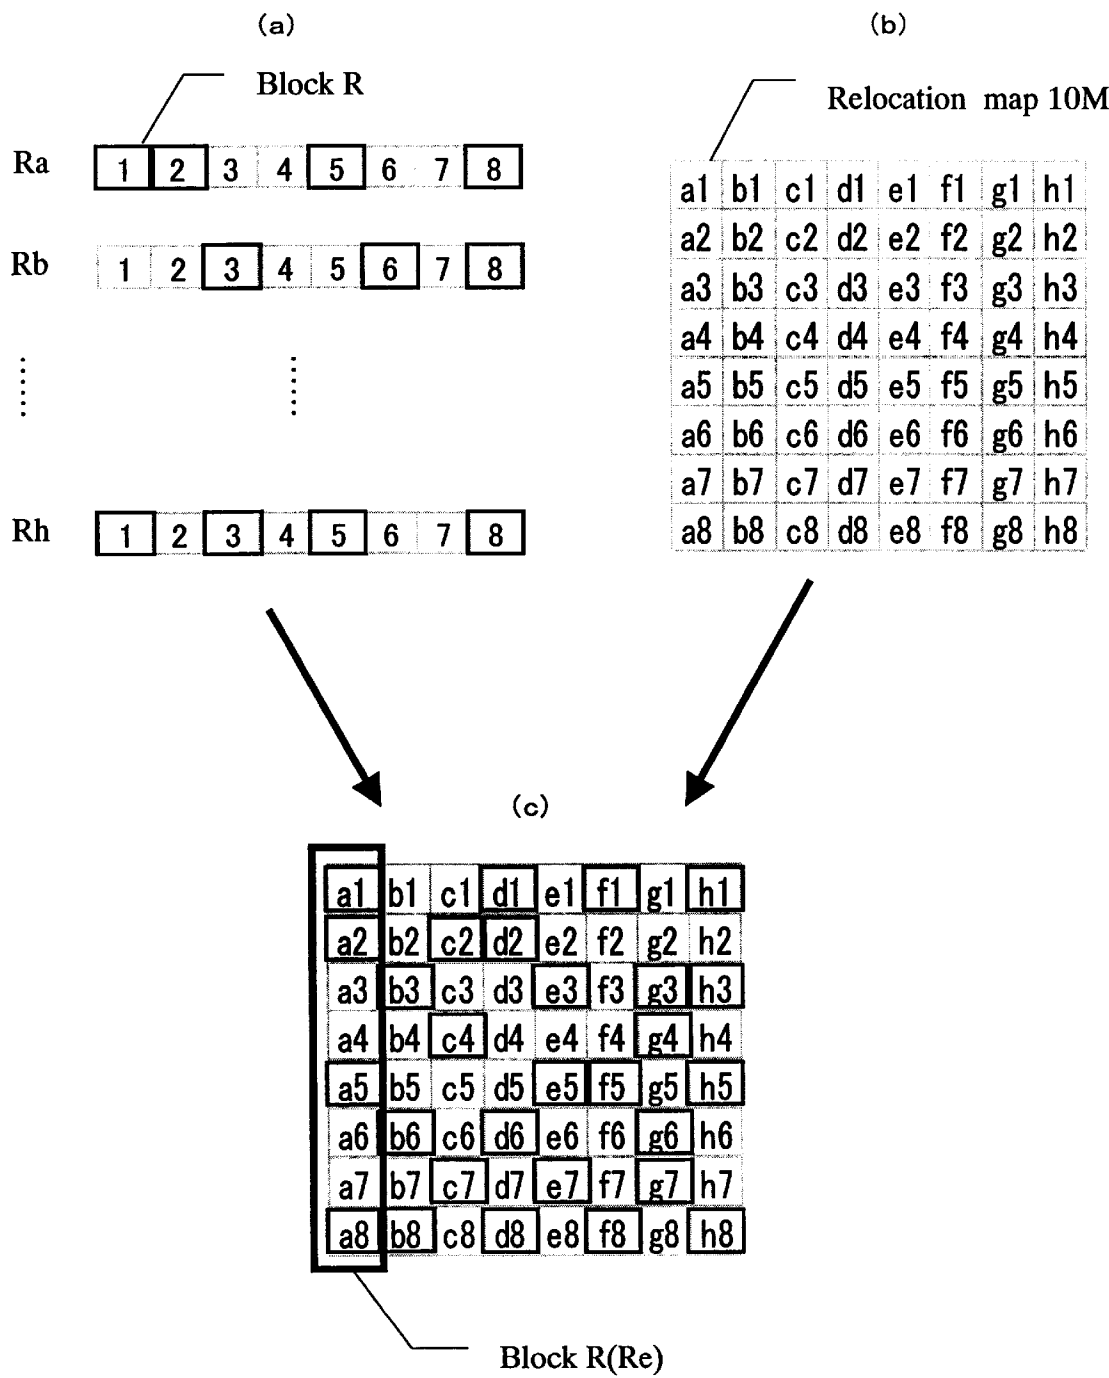 (a)
(b)
Block R
Relocation map 10M
Ra 1 2 3 4 5 6 7 8
Rb 1 2 3 4 5 6 7 8
Rh 1 2 3 4 5 6 7 8
a1 b1 c1 d1 e1 f1 g1 h1
a2 b2 c2 d2 e2 f2 g2 h2
a3 b3 c3 d3 e3 f3 g3 h3
a4 b4 c4 d4 e4 f4 g4 h4
a5 b5 c5 d5 e5 f5 g5 h5
a6 b6 c6 d6 e6 f6 g6 h6
a7 b7 c7 d7 e7 f7 g7 h7
a8 b8 c8 d8 e8 f8 g8 h8
(c)
a1 b1 c1 d1 e1 f1 g1 h1
a2 b2 c2 d2 e2 f2 g2 h2
a3 b3 c3 d3 e3 f3 g3 h3
a4 b4 c4 d4 e4 f4 g4 h4
a5 b5 c5 d5 e5 f5 g5 h5
a6 b6 c6 d6 e6 f6 g6 h6
a7 b7 c7 d7 e7 f7 g7 h7
a8 b8 c8 d8 e8 f8 g8 h8
Block R(Re)